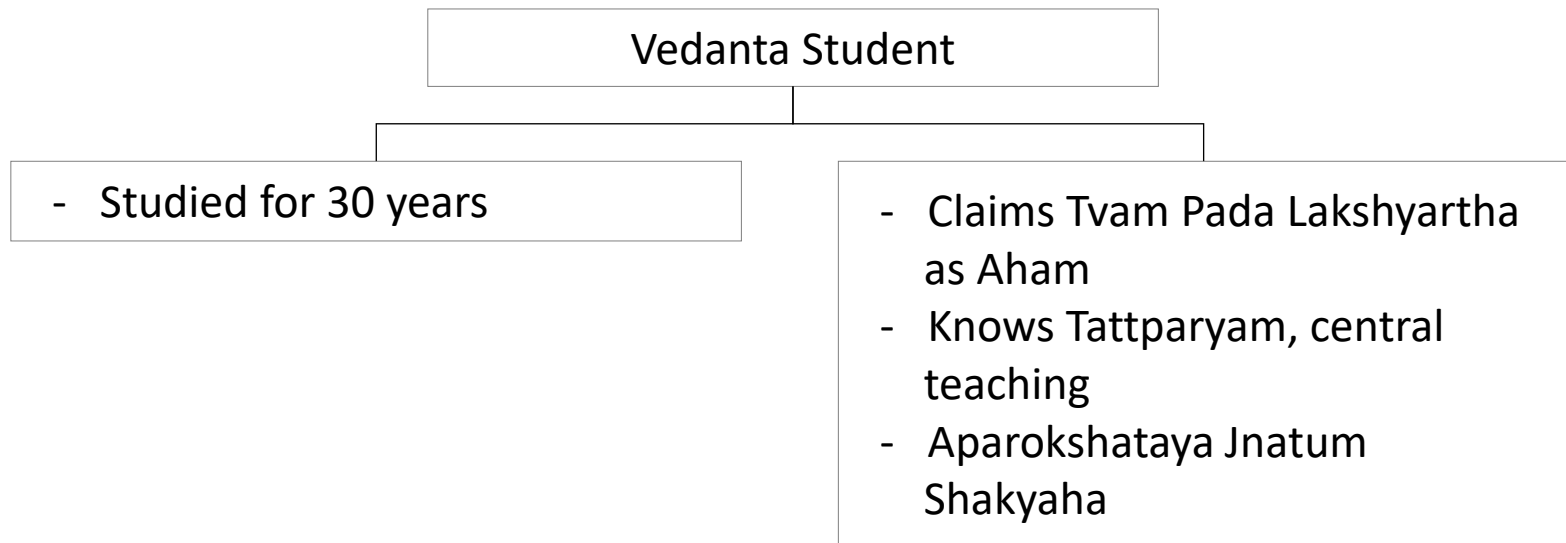 Vedanta Student
- Studied for 30 years
- Claims Tvam Pada Lakshyartha
as Aham
- Knows Tattparyam, central
teaching
- Aparokshataya Jnatum
Shakyaha